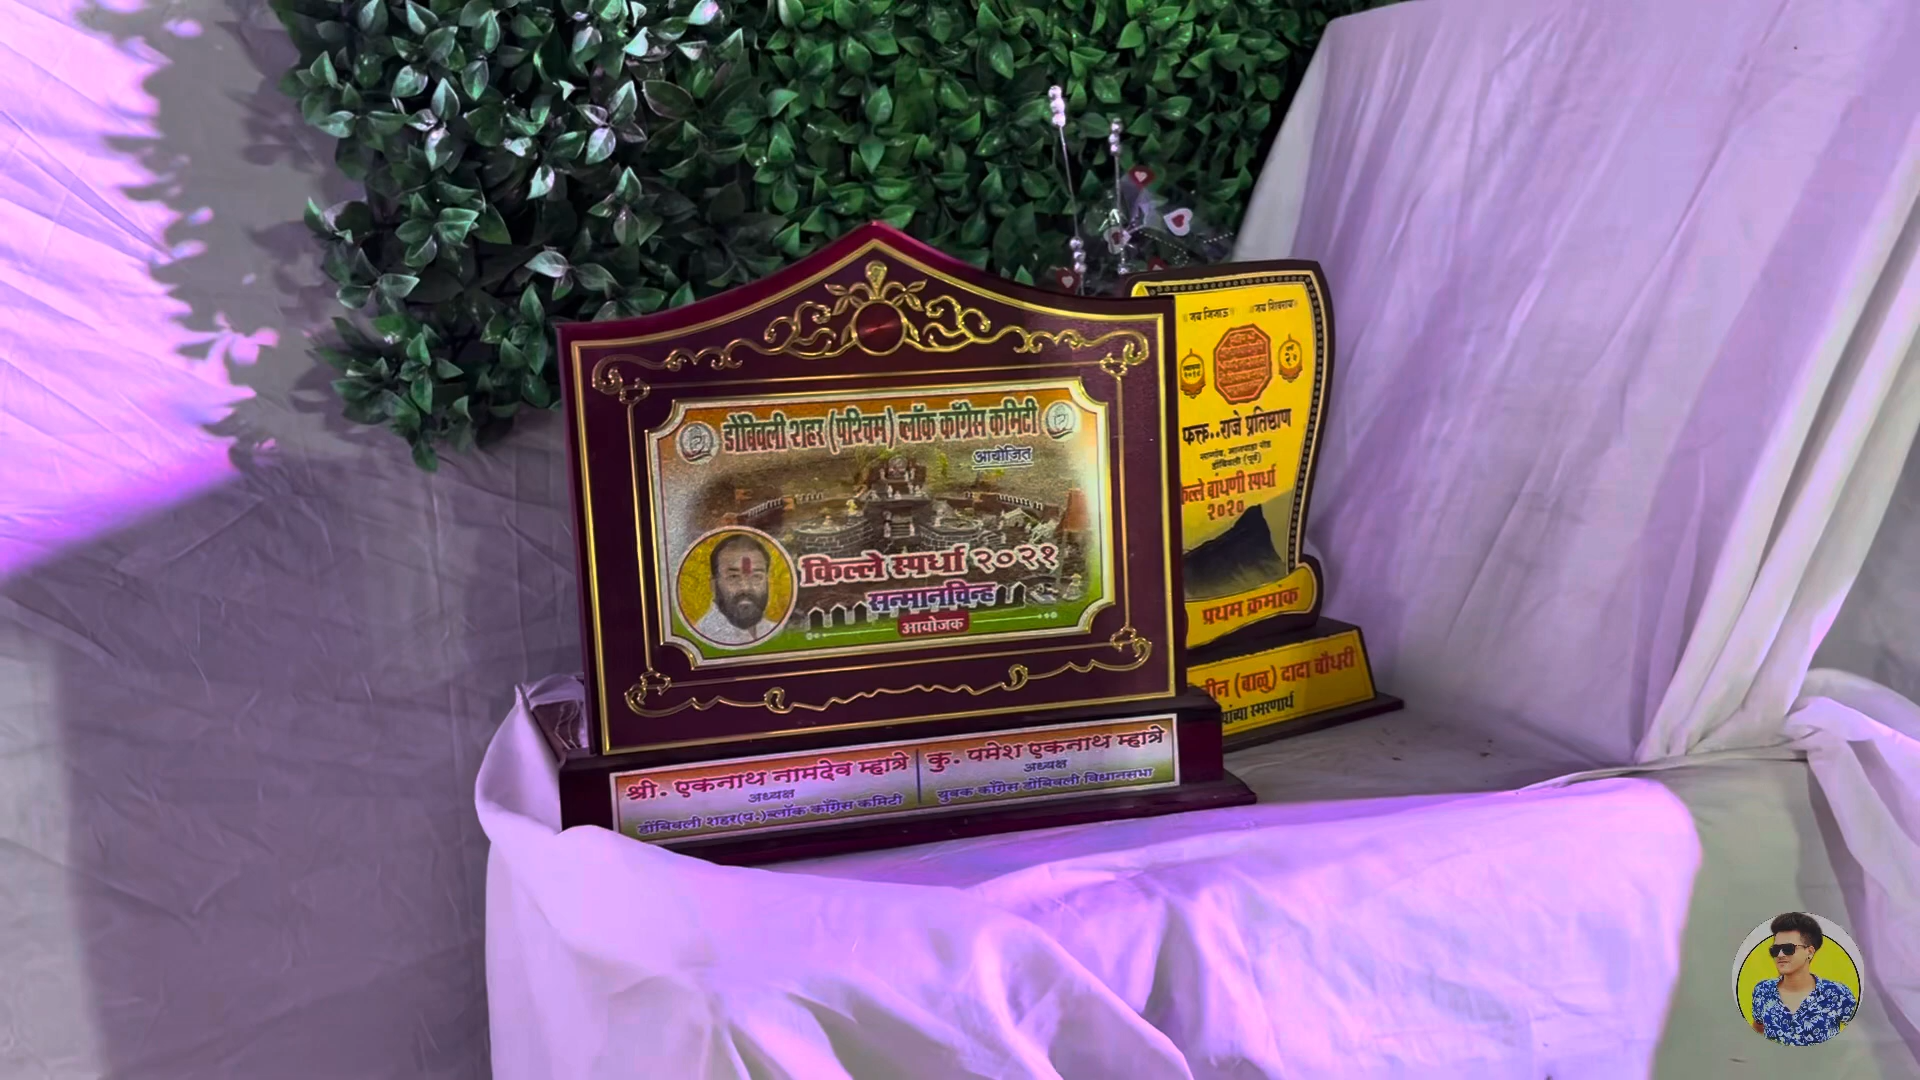 डोंबिवली शहर (पश्चिम) ब्लॉक काँग्रेस कमिटी
आयोजित
किल्ले स्पर्धा २०२१
सन्मानचिन्ह
आयोजक
श्री. एकनाथ नामदेव म्हात्रे
अध्यक्ष
डोंबिवली शहर(प.)ब्लॉक काँग्रेस कमिटी
कु. पमेश एकनाथ म्हात्रे
अध्यक्ष
युवक काँग्रेस डोंबिवली विधानसभा
जय जिजाऊ जय शिवराय
फक्त..राजे प्रतिष्ठाण
डोंबिवली (पूर्व)
बांधणी स्पर्धा
२०२०
प्रथम क्रमांक
(बाळु) दादा चौधरी
स्मरणार्थ